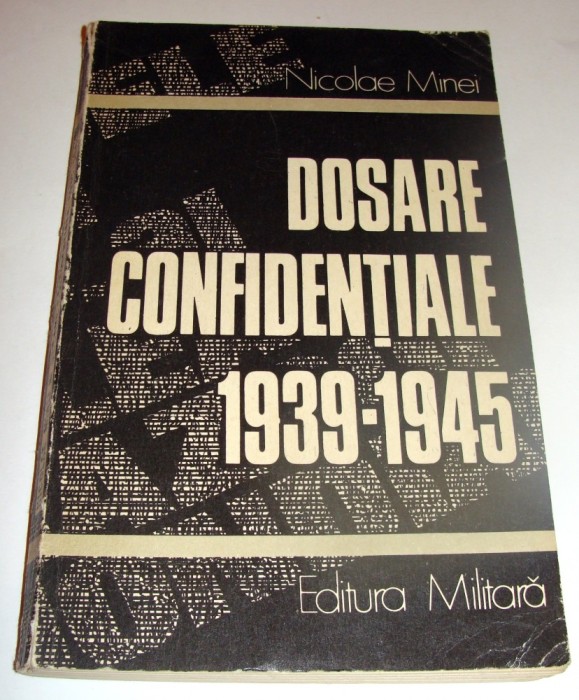 Nicolae Minei
DOSARE
CONFIDENȚIALE
1939-1945
Editura Militară